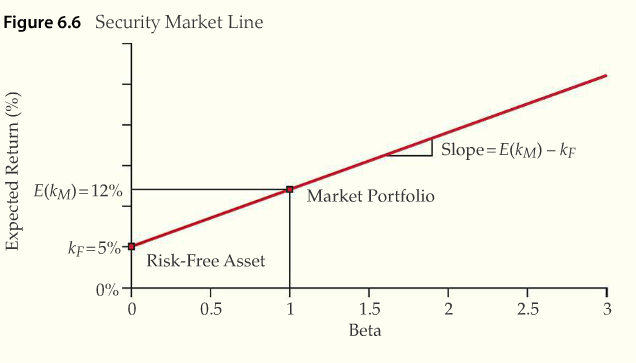 Figure 6.6 Security Market Line
Expected Return (%)
Slope=E(kM) – kF
E(kM)=12%
Market Portfolio
kF=5%
Risk-Free Asset
0%
0 0.5 1 1.5 2 2.5 3
Beta